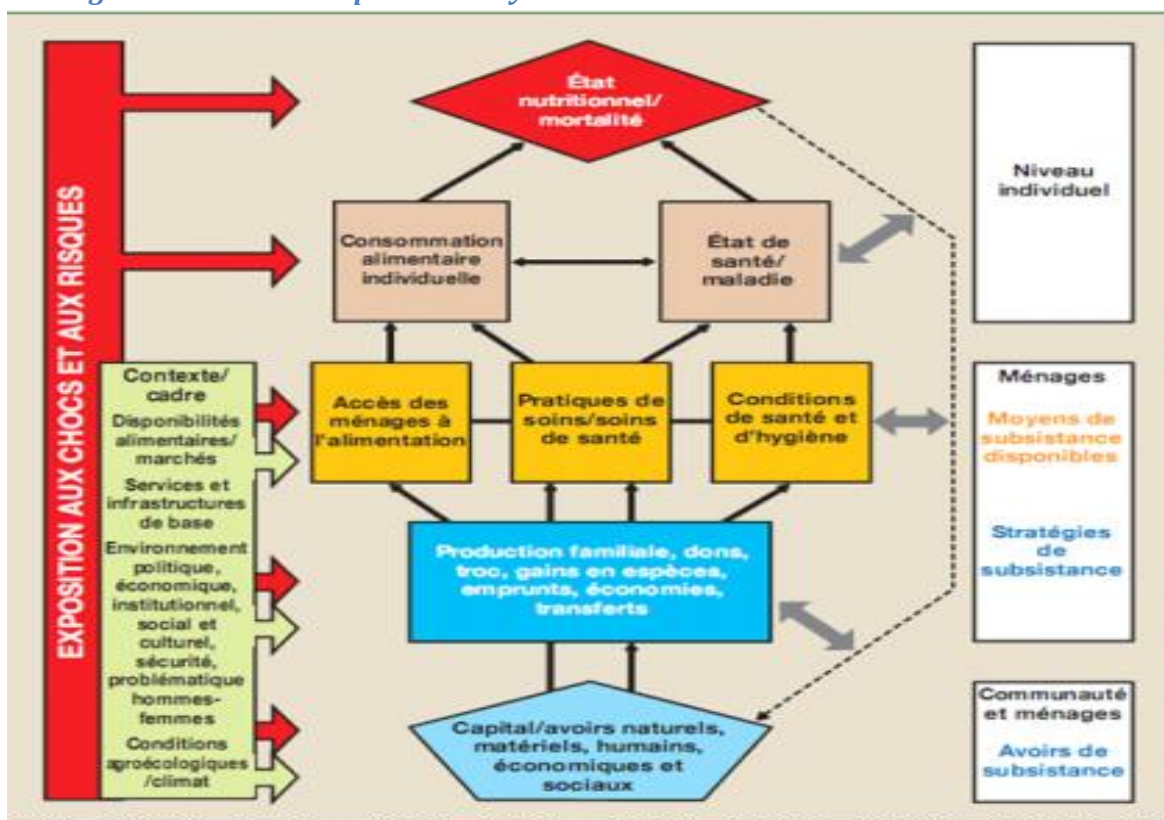 EXPOSITION AUX CHOCS ET AUX RISQUES
État
nutritionnel/
mortalité
Consommation
alimentaire
individuelle
État de
santé/
maladie
Niveau
individuel
Contexte/
cadre
Disponibilités
alimentaires/
marchés
Services et
infrastructures
de base
Environnement
politique,
économique,
institutionnel,
social et
culturel,
sécurité,
problématique
hommes-
femmes
Conditions
agroécologiques
/climat
Accès des
ménages à
l'alimentation
Pratiques de
soins/soins
de santé
Conditions
de santé et
d'hygiène
Ménages
Moyens de
subsistance
disponibles
Stratégies
de
subsistance
Production familiale, dons,
troc, gains en espèces,
emprunts, économies,
transferts
Capital/avoirs naturels,
matériels, humains,
économiques et
sociaux
Communauté
et ménages
Avoirs de
subsistance